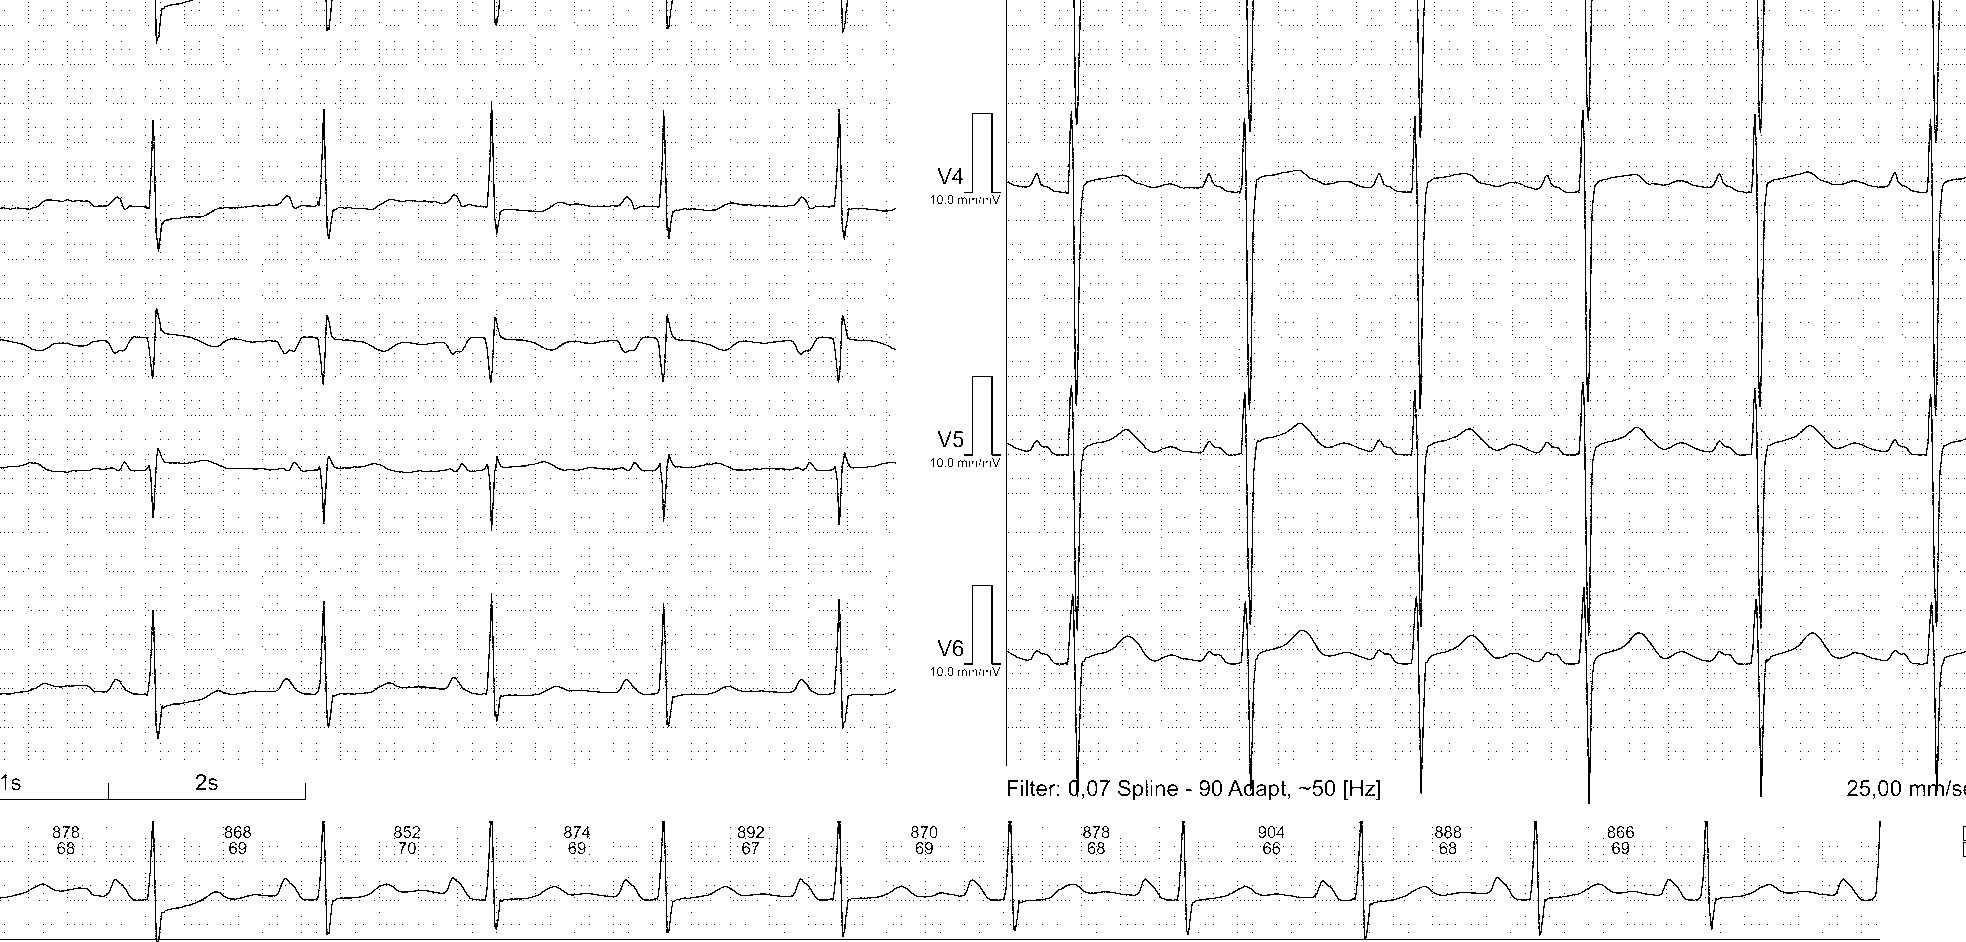 V4
10.0 mm/mV
V5
10.0 mm/mV
V6
10.0 mm/mV
1s
2s
Filter: 0,07 Spline - 90 Adapt, ~50 [Hz]
25,00 mm/se
878 868 852 874 892 870 878 904 888 866
68 69 70 69 67 69 68 66 68 69